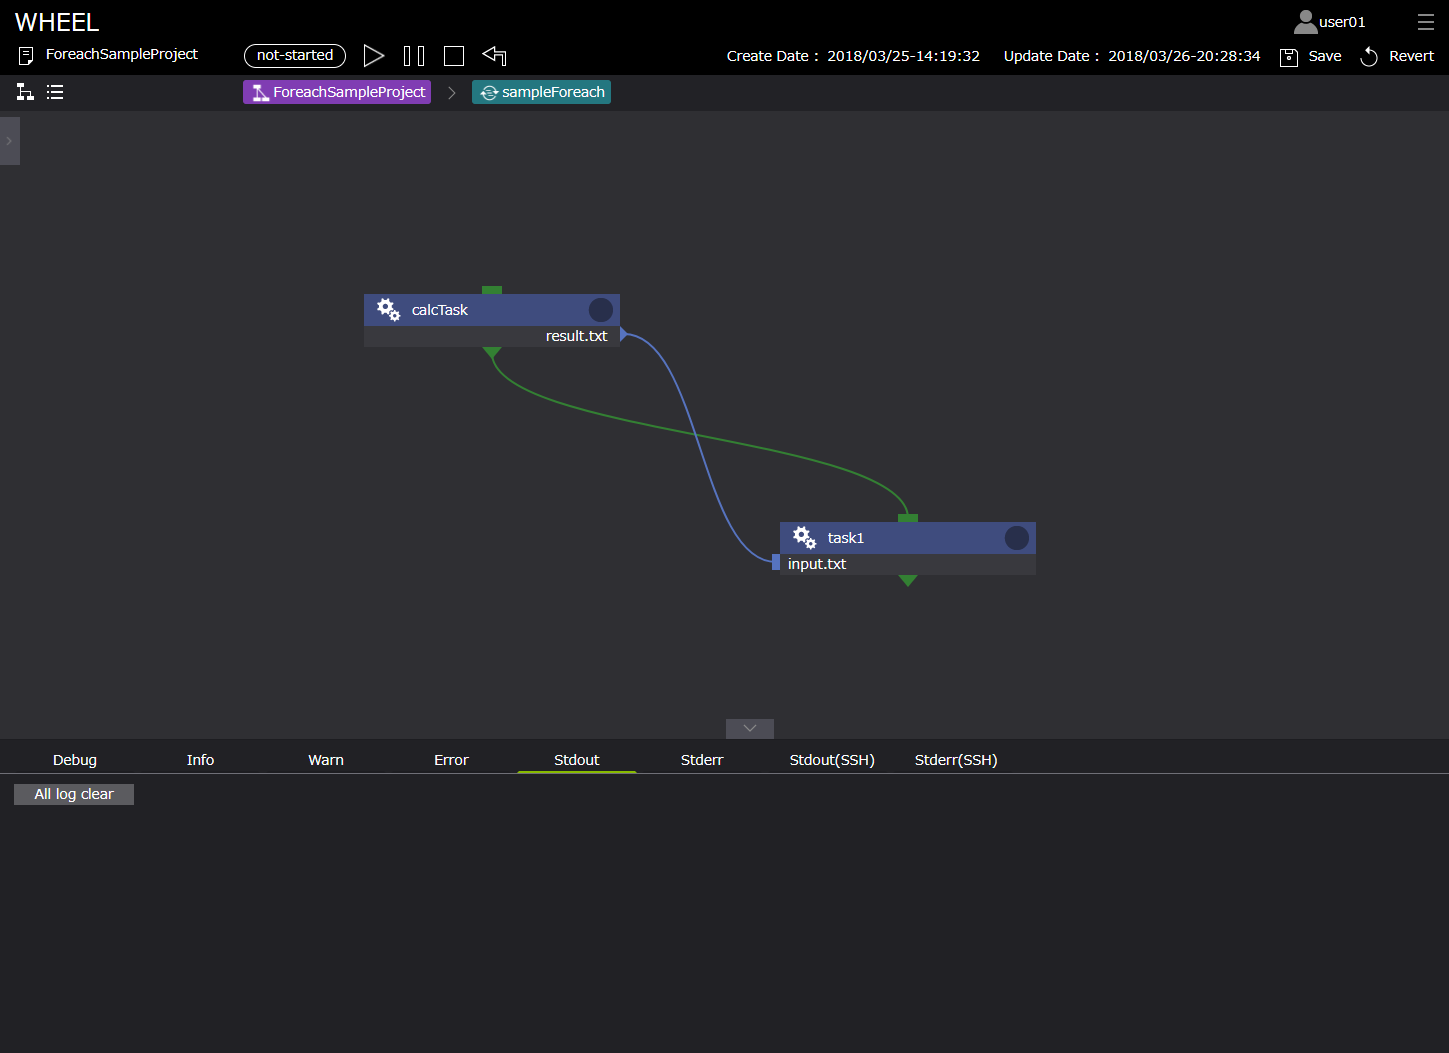 WHEEL
user01
ForeachSampleProject
not-started
Create Date : 2018/03/25-14:19:32
Update Date : 2018/03/26-20:28:34
Save
Revert
ForeachSampleProject
sampleForeach
calcTask
result.txt
task1
input.txt
Debug
Info
Warn
Error
Stdout
Stderr
Stdout(SSH)
Stderr(SSH)
All log clear